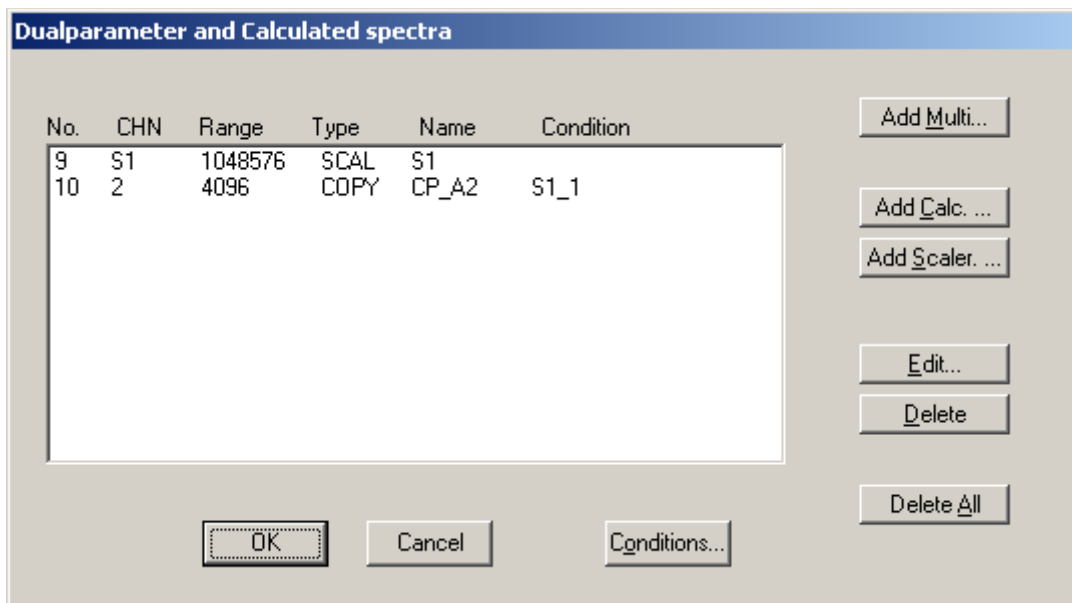 Dualparameter and Calculated spectra
No. CHN Range Type Name Condition
9 S1 1048576 SCAL S1
10 2 4096 COPY CP_A2 S1_1
Add Multi...
Add Calc. ...
Add Scaler. ...
Edit...
Delete
Delete All
OK Cancel Conditions...